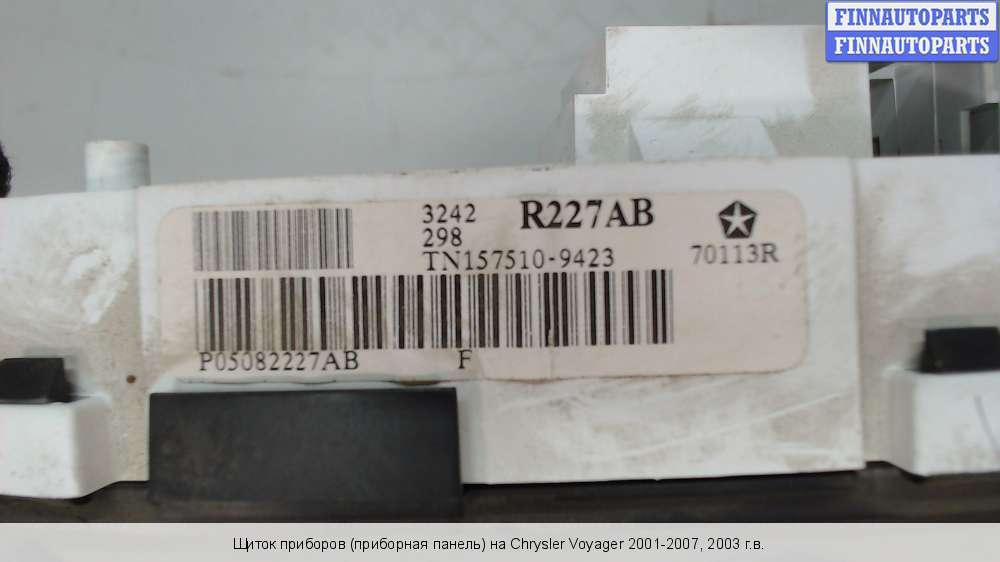 FINNAUTOPARTS
FINNAUTOPARTS
3242 R227AB
298
TN157510-9423 70113R
P05082227AB F
Щиток приборов (приборная панель) на Chrysler Voyager 2001-2007, 2003 г.в.